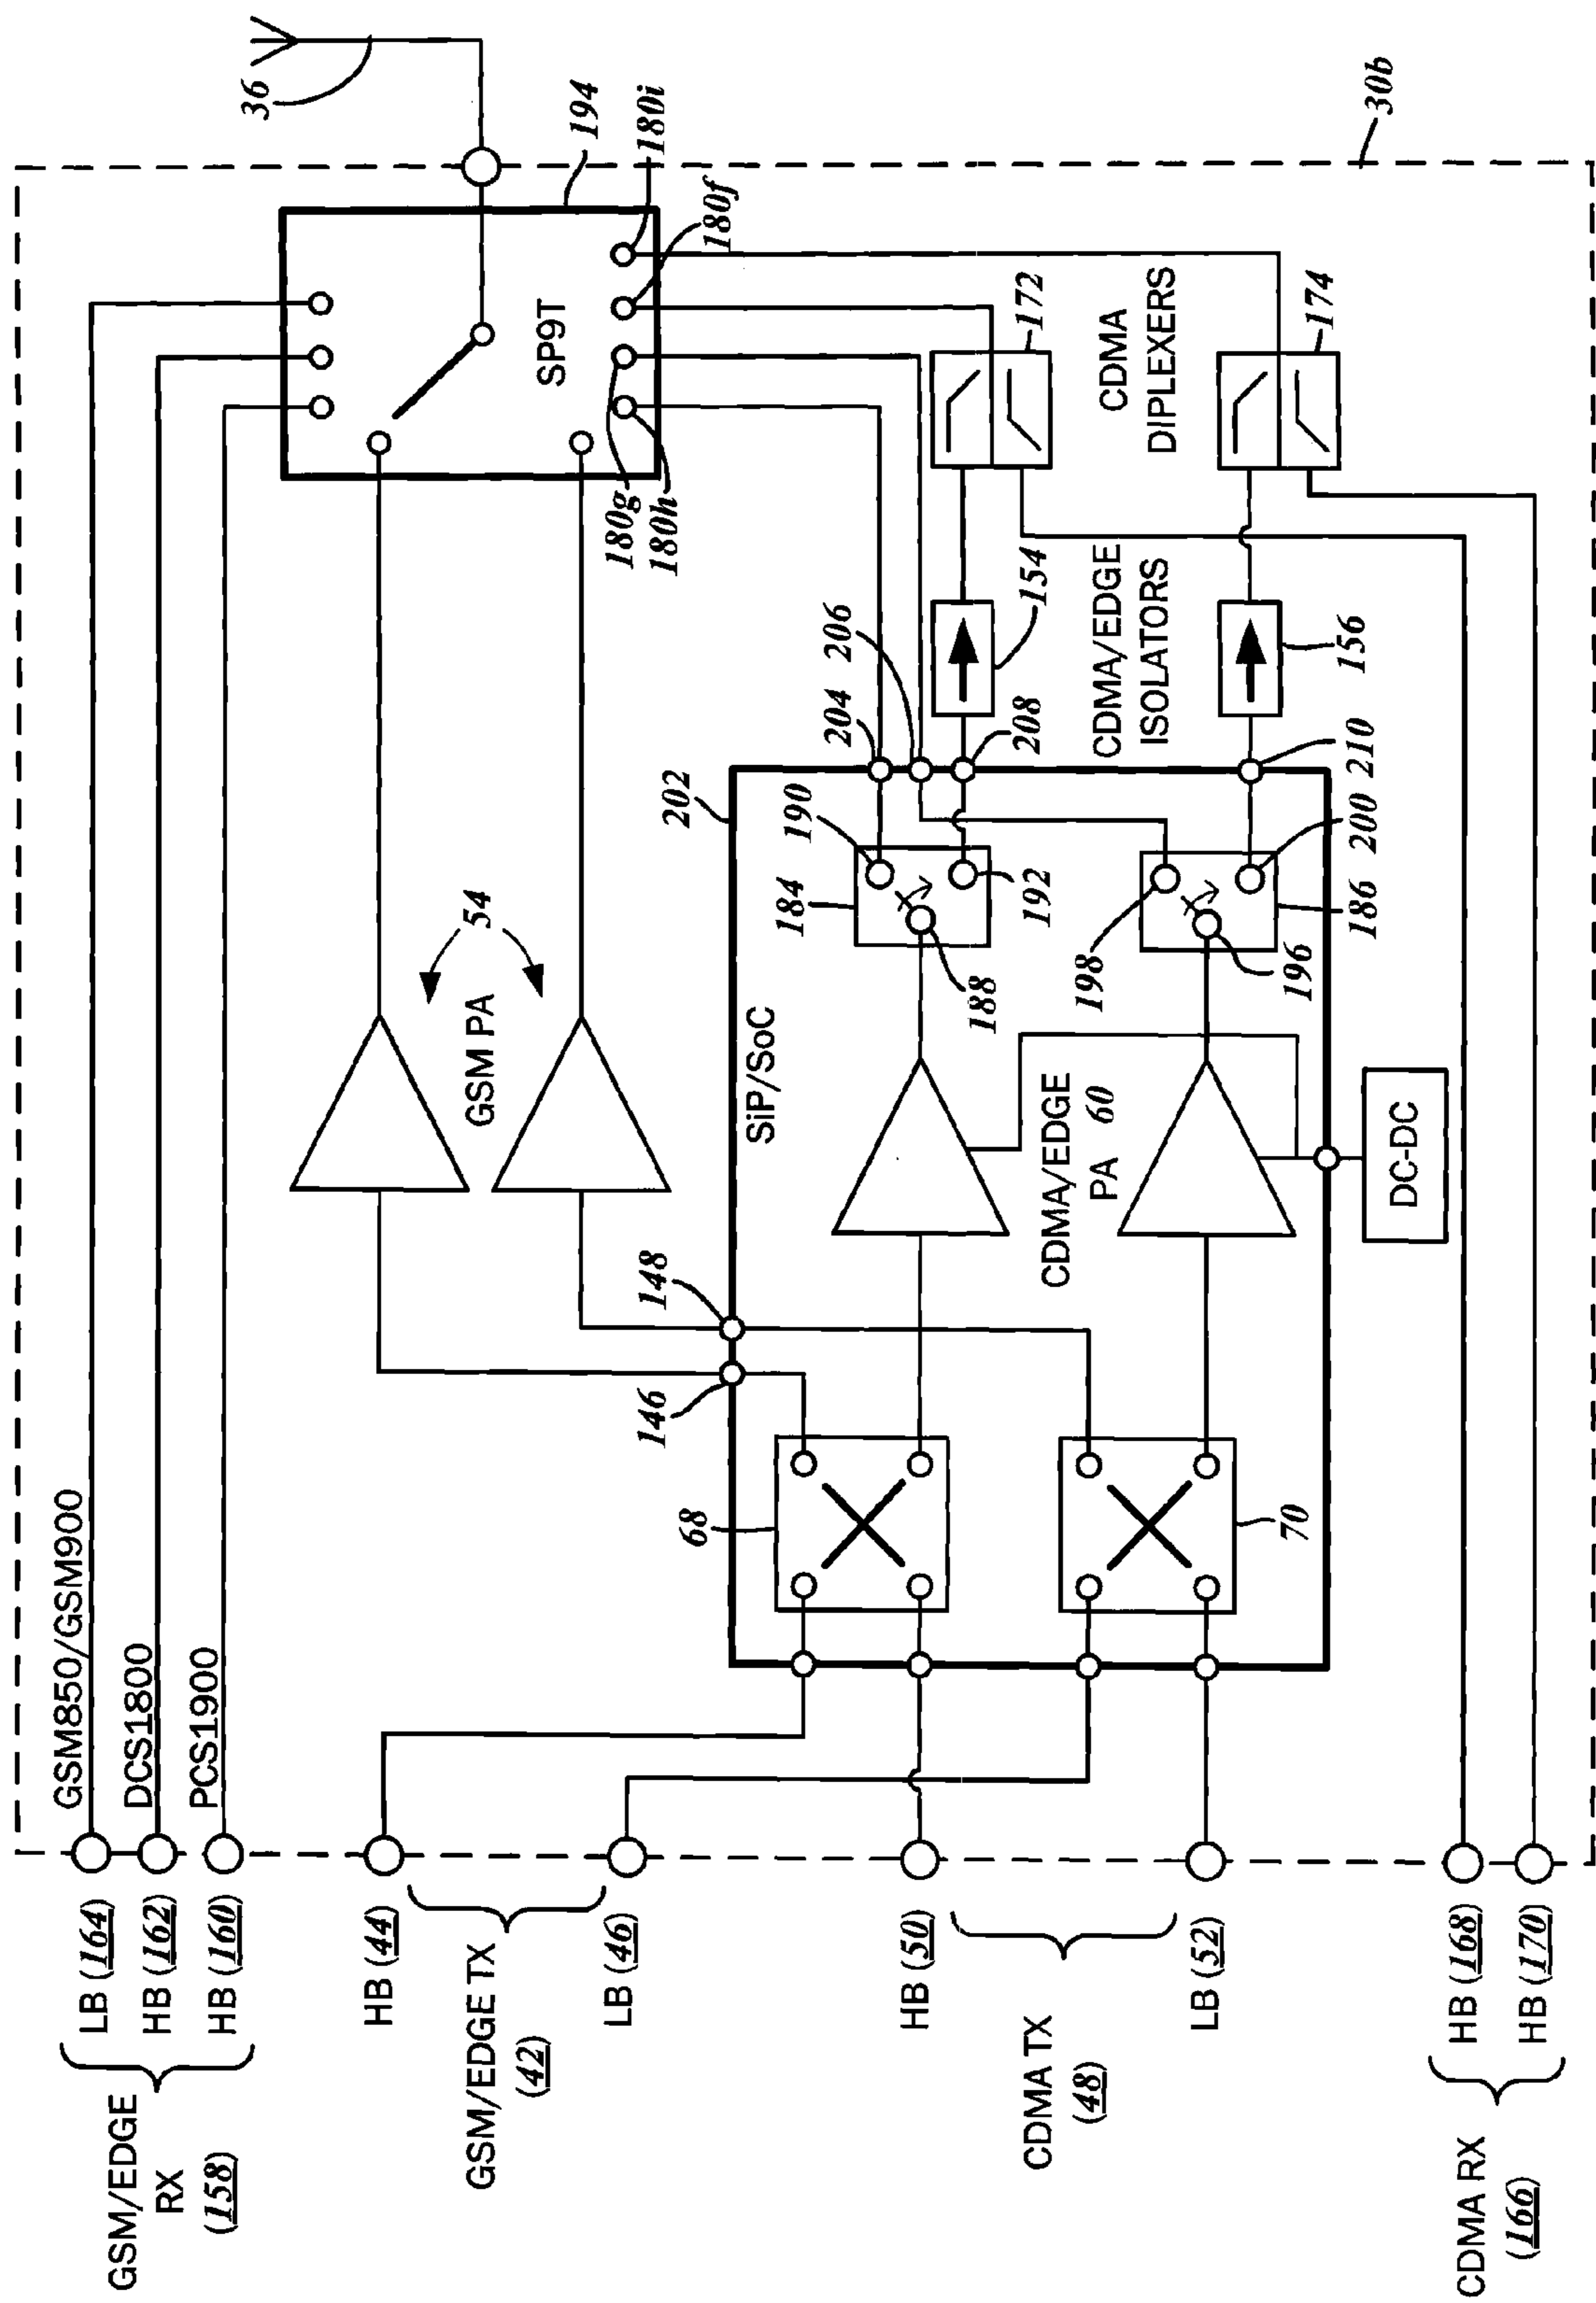 GSM/EDGE
RX
(158)
LB (164)
HB (162)
HB (160)
GSM850/GSM900
DCS1800
PCS1900
GSM/EDGE TX
(42)
HB (44)
LB (46)
CDMA TX
(48)
HB (50)
LB (52)
CDMA RX
(166)
HB (168)
HB (170)
68
70
146
148
SiP/SoC
202
GSM PA
54
CDMA/EDGE
PA 60
DC-DC
184
188
190
192
186
196
198
200
204
206
208
210
CDMA/EDGE
ISOLATORS
154
156
CDMA
DIPLEXERS
172
174
SP9T
194
180g
180h
180f
180i
36
30b